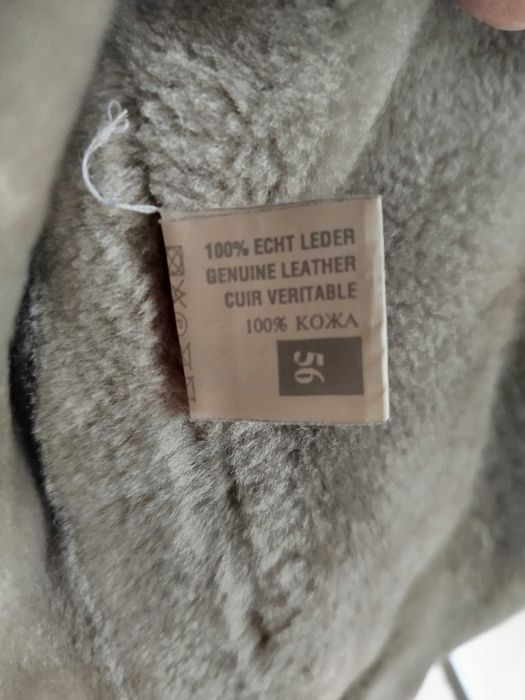 100% ECHT LEDER
GENUINE LEATHER
CUIR VERITABLE
100% КОЖА
56